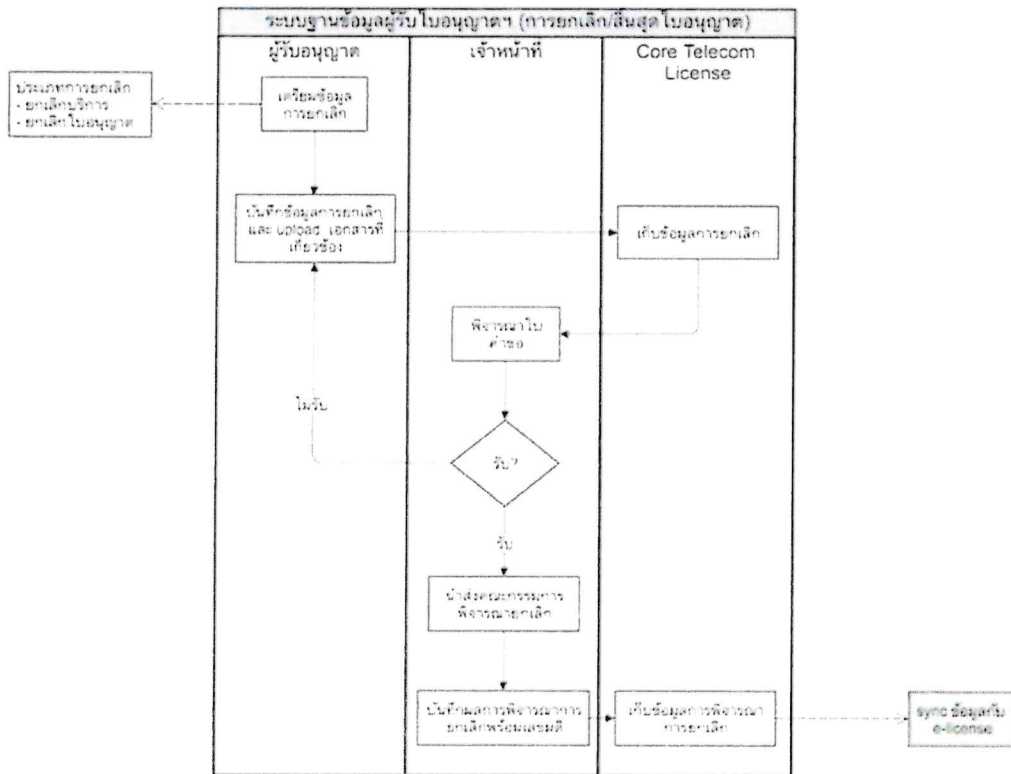 ระบบฐานข้อมูลผู้รับใบอนุญาตฯ (การยกเลิก/สิ้นสุดใบอนุญาต)
ผู้รับอนุญาต
เจ้าหน้าที่
Core Telecom
License
ประเภทการยกเลิก
- ยกเลิกบริการ
- ยกเลิกใบอนุญาต
เตรียมข้อมูล
การยกเลิก
บันทึกข้อมูลการยกเลิก
และ upload เอกสารที่
เกี่ยวข้อง
เก็บข้อมูลการยกเลิก
พิจารณาใบ
คำขอ
ไม่รับ
รับ?
รับ
นำส่งคณะกรรมการ
พิจารณายกเลิก
บันทึกผลการพิจารณาการ
ยกเลิกพร้อมเลขมติ
เก็บข้อมูลการพิจารณา
การยกเลิก
sync ข้อมูลกับ
e-license